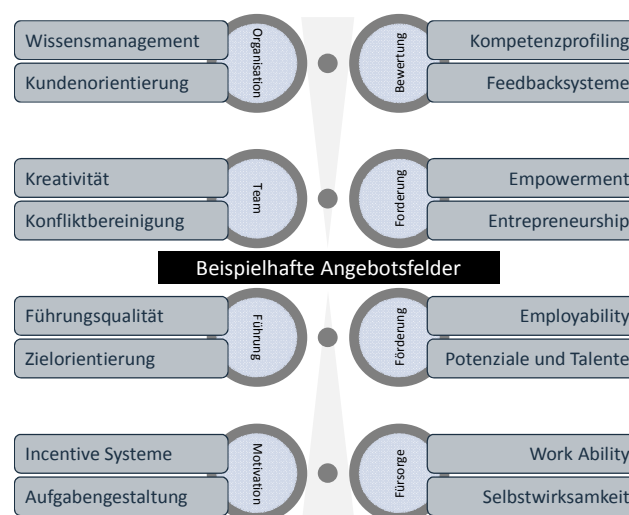 Wissensmanagement
Kundenorientierung
Organisation
Bewertung
Kompetenzprofiling
Feedbacksysteme
Kreativität
Konfliktbereinigung
Team
Forderung
Empowerment
Entrepreneurship
Beispielhafte Angebotsfelder
Führungsqualität
Zielorientierung
Führung
Förderung
Employability
Potenziale und Talente
Incentive Systeme
Aufgabengestaltung
Motivation
Fürsorge
Work Ability
Selbstwirksamkeit